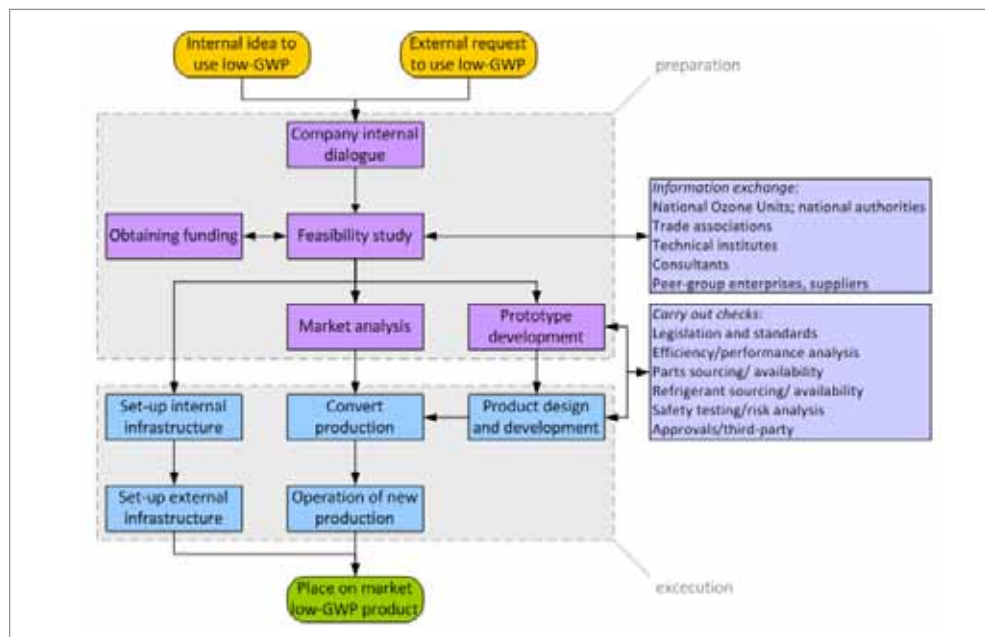 Internal idea to
use low-GWP
External request
to use low-GWP
preparation
Company internal
dialogue
Obtaining funding
Feasibility study
Information exchange:
National Ozone Units; national authorities
Trade associations
Technical institutes
Consultants
Peer-group enterprises, suppliers
Market analysis
Prototype
development
Carry out checks:
Legislation and standards
Efficiency/performance analysis
Parts sourcing/ availability
Refrigerant sourcing/ availability
Safety testing/risk analysis
Approvals/third-party
Set-up internal
infrastructure
Convert
production
Product design
and development
Set-up external
infrastructure
Operation of new
production
excecution
Place on market
low-GWP product